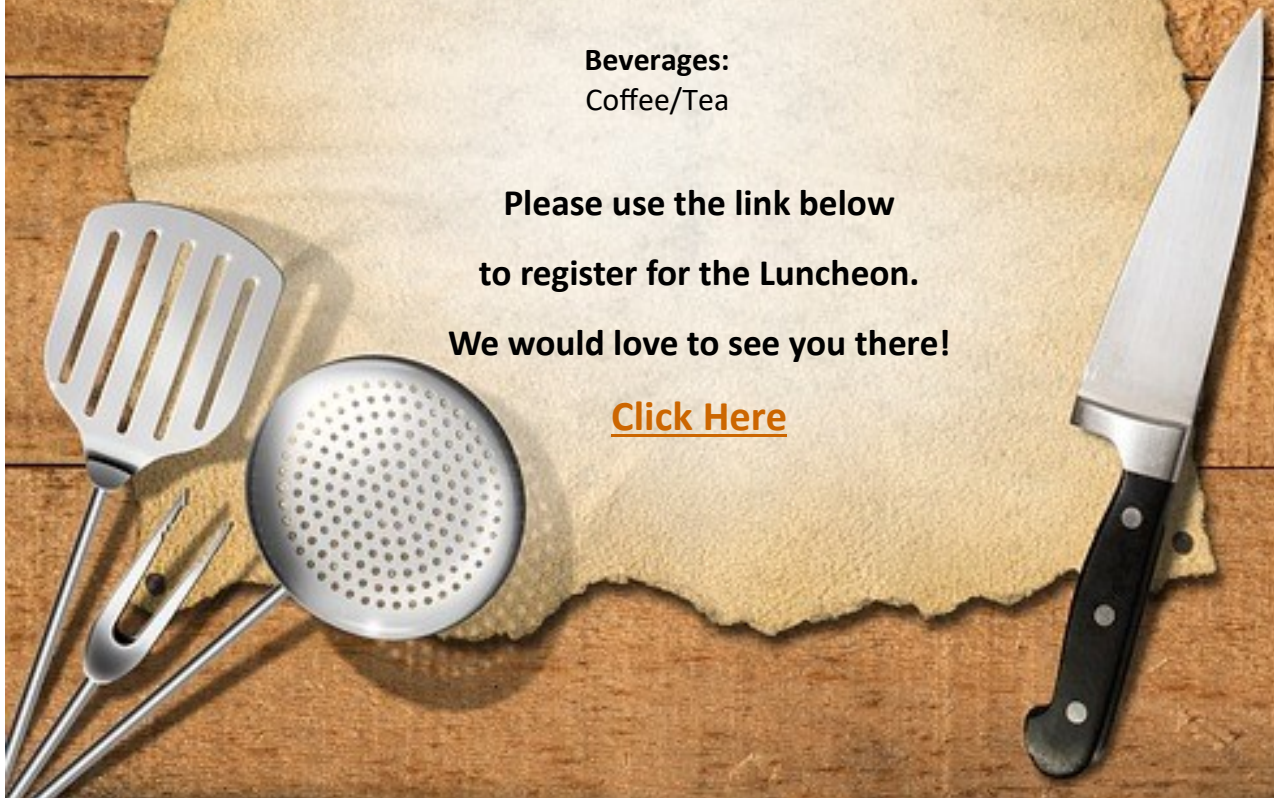 Beverages:
Coffee/Tea
Please use the link below
to register for the Luncheon.
We would love to see you there!
Click Here